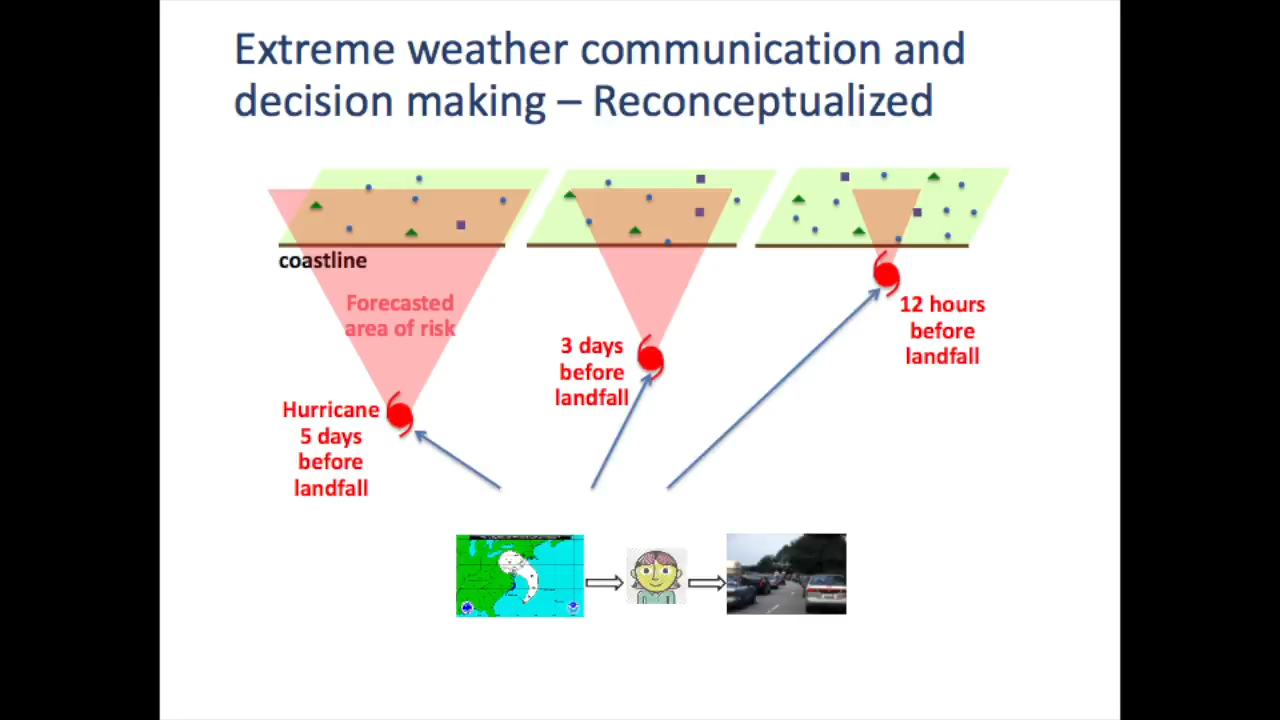 Extreme weather communication and
decision making – Reconceptualized
coastline
Forecasted
area of risk
Hurricane
5 days
before
landfall
3 days
before
landfall
12 hours
before
landfall